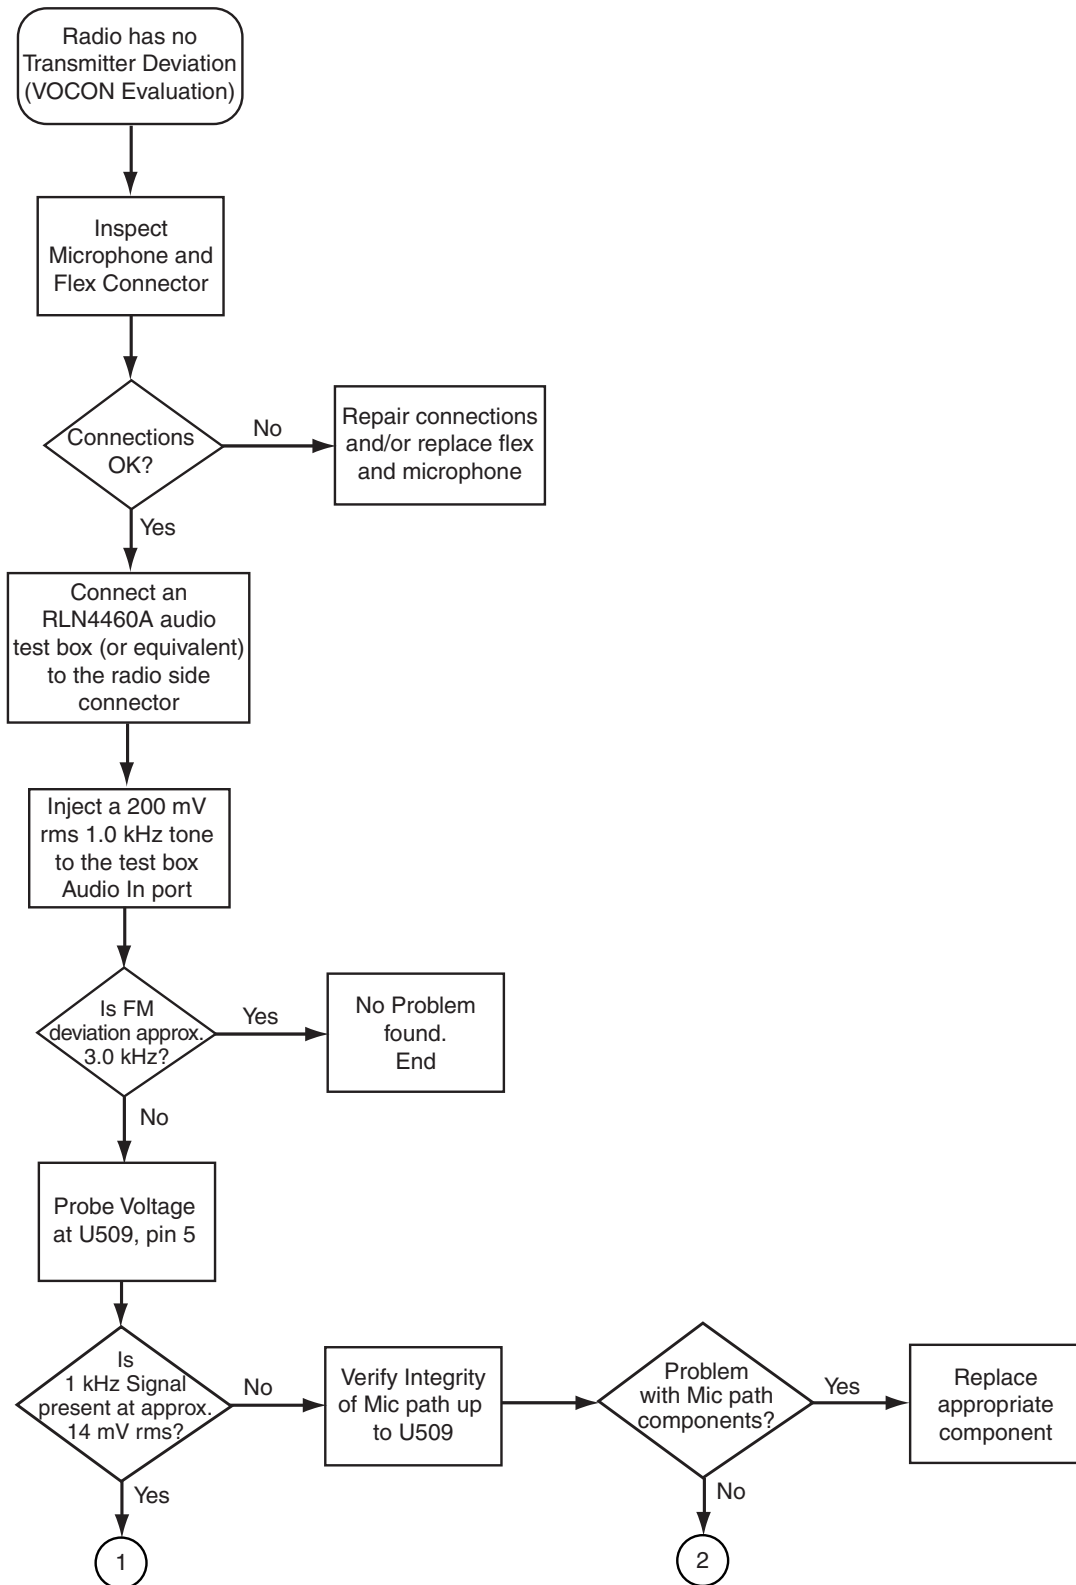 Radio has no
Transmitter Deviation
(VOCON Evaluation)
Inspect
Microphone and
Flex Connector
Connections
OK?
No
Repair connections
and/or replace flex
and microphone
Yes
Connect an
RLN4460A audio
test box (or equivalent)
to the radio side
connector
Inject a 200 mV
rms 1.0 kHz tone
to the test box
Audio In port
Is FM
deviation approx.
3.0 kHz?
Yes
No Problem
found.
End
No
Probe Voltage
at U509, pin 5
Is
1 kHz Signal
present at approx.
14 mV rms?
No
Verify Integrity
of Mic path up
to U509
Problem
with Mic path
components?
Yes
Replace
appropriate
component
Yes
No
1
2